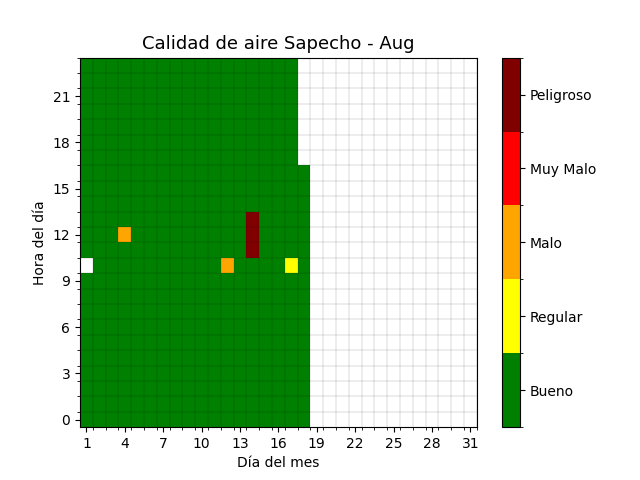 Calidad de aire Sapecho - Aug
Hora del día
21
18
15
12
9
6
3
0
1 4 7 10 13 16 19 22 25 28 31
Día del mes
Peligroso
Muy Malo
Malo
Regular
Bueno